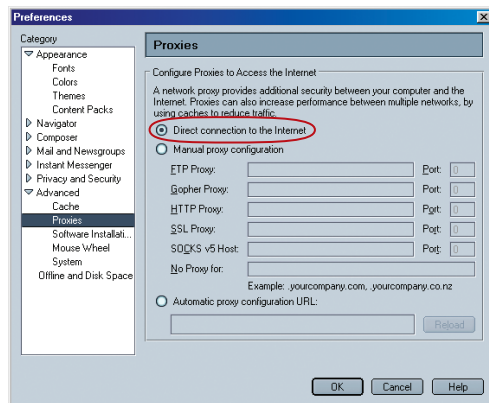 Preferences
Category
Appearance
Fonts
Colors
Themes
Content Packs
Navigator
Composer
Mail and Newsgroups
Instant Messenger
Privacy and Security
Advanced
Cache
Proxies
Software Installati...
Mouse Wheel
System
Offline and Disk Space
Proxies
Configure Proxies to Access the Internet
A network proxy provides additional security between your computer and the
Internet. Proxies can also increase performance between multiple networks, by
using caches to reduce traffic.
Direct connection to the Internet
Manual proxy configuration
FTP Proxy: Port: 0
Gopher Proxy: Port: 0
HTTP Proxy: Port: 0
SSL Proxy: Port: 0
SOCKS v5 Host: Port: 0
No Proxy for:
Example: .yourcompany.com, .yourcompany.co.nz
Automatic proxy configuration URL:
Reload
OK Cancel Help